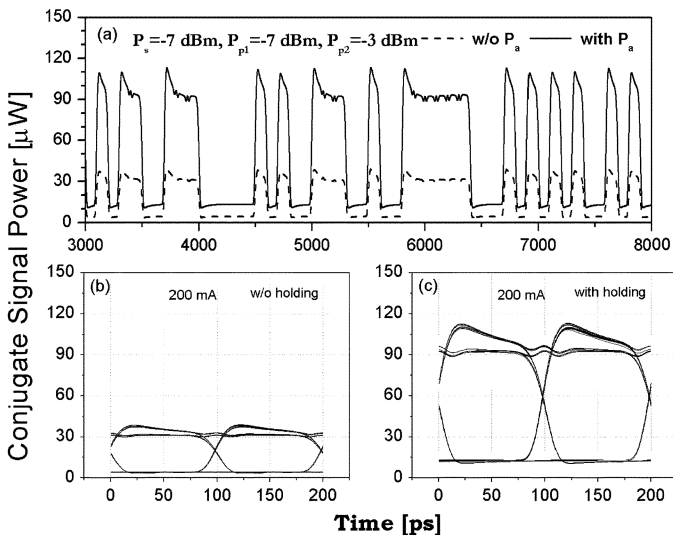 Conjugate Signal Power [μW]
150
120
90
60
30
0
(a) Pₛ=-7 dBm, Pₚ₁=-7 dBm, Pₚ₂=-3 dBm w/o Pₐ with Pₐ
3000 4000 5000 6000 7000 8000
150
120
90
60
30
0
(b) 200 mA w/o holding
0 50 100 150 200
150
120
90
60
30
0
(c) 200 mA with holding
0 50 100 150 200
Time [ps]